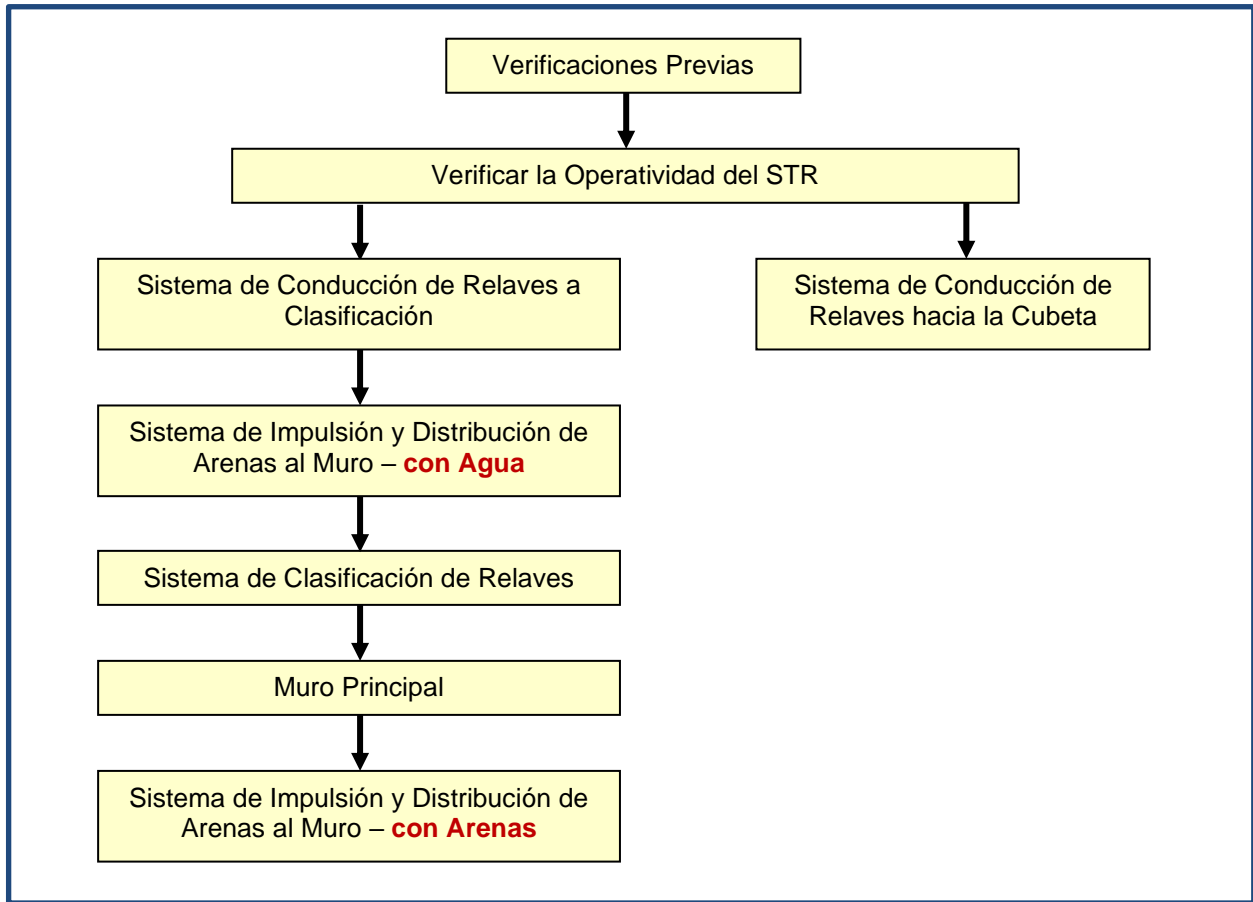 Verificaciones Previas
Verificar la Operatividad del STR
Sistema de Conducción de Relaves a
Clasificación
Sistema de Conducción de
Relaves hacia la Cubeta
Sistema de Impulsión y Distribución de
Arenas al Muro – con Agua
Sistema de Clasificación de Relaves
Muro Principal
Sistema de Impulsión y Distribución de
Arenas al Muro – con Arenas